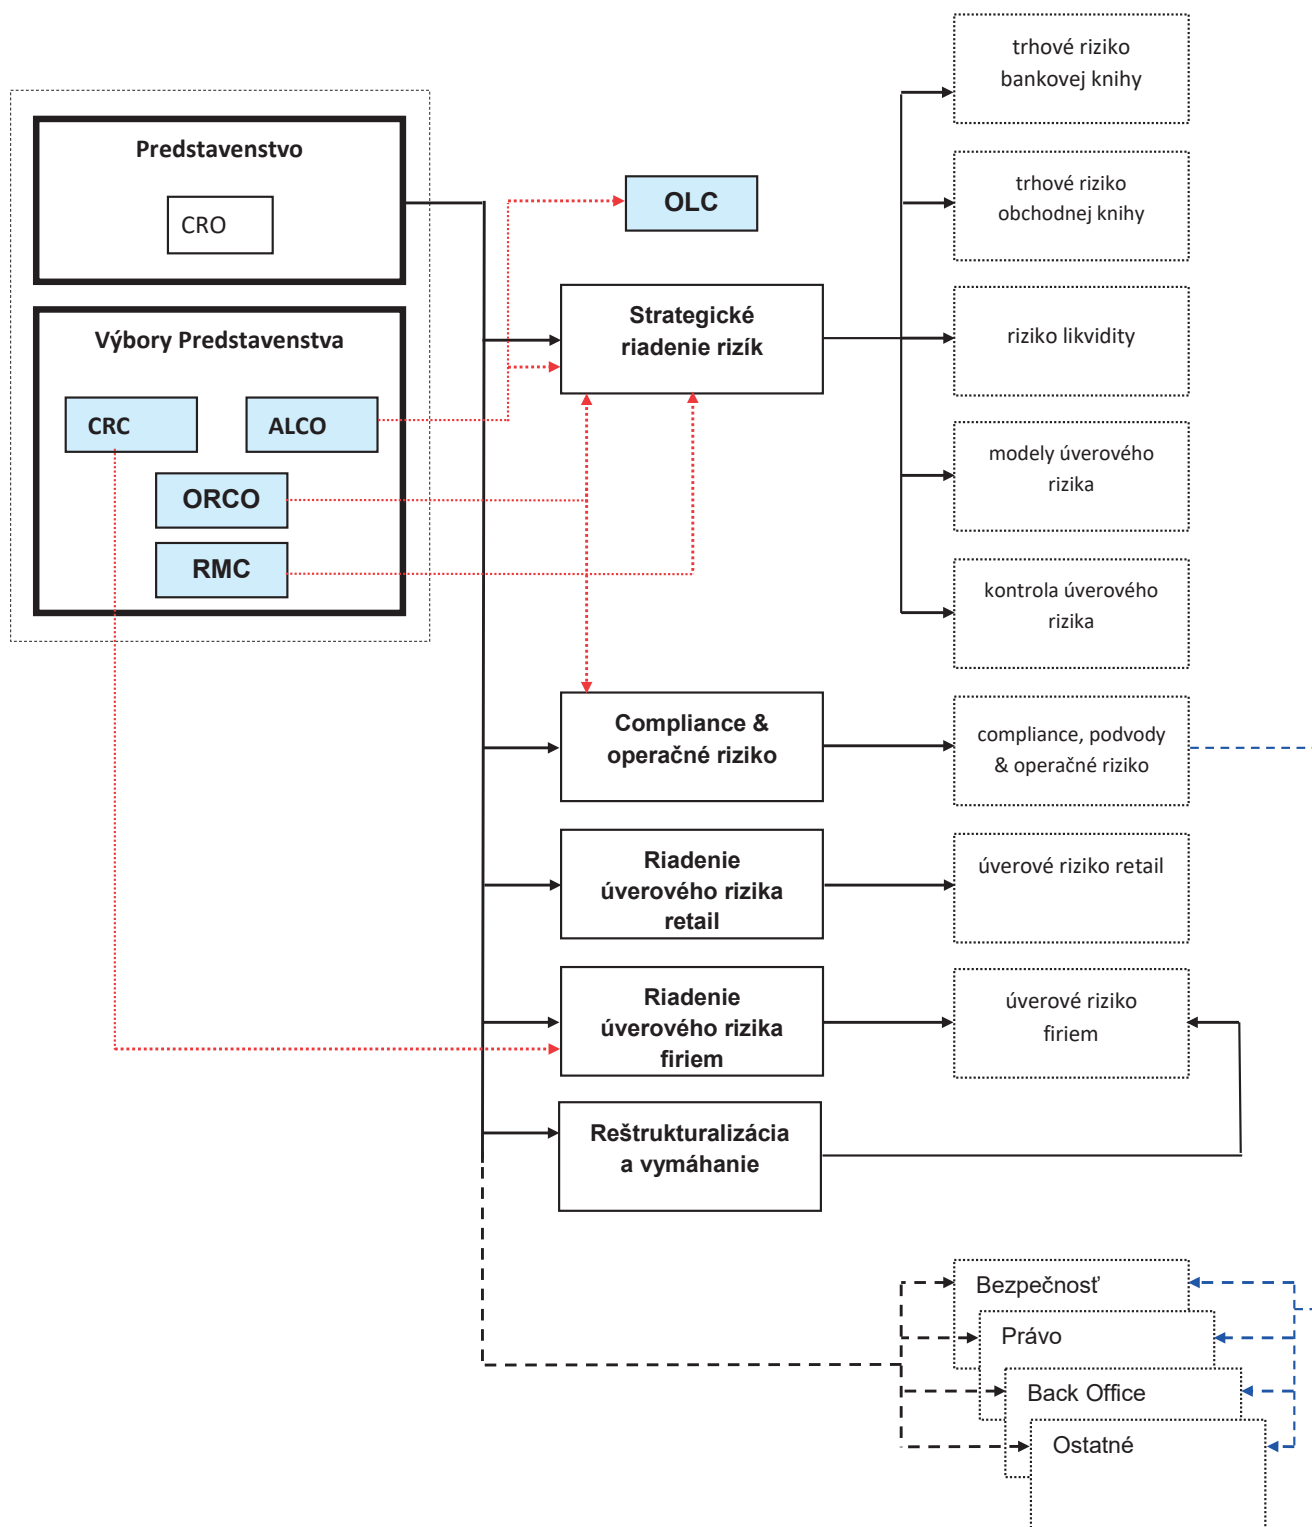 Predstavenstvo
CRO
Výbory Predstavenstva
CRC
ALCO
ORCO
RMC
OLC
Strategické
riadenie rizík
Compliance &
operačné riziko
Riadenie
úverového rizika
retail
Riadenie
úverového rizika
firiem
Reštrukturalizácia
a vymáhanie
trhové riziko
bankovej knihy
trhové riziko
obchodnej knihy
riziko likvidity
modely úverového
rizika
kontrola úverového
rizika
compliance, podvody
& operačné riziko
úverové riziko retail
úverové riziko
firiem
Bezpečnosť
Právo
Back Office
Ostatné